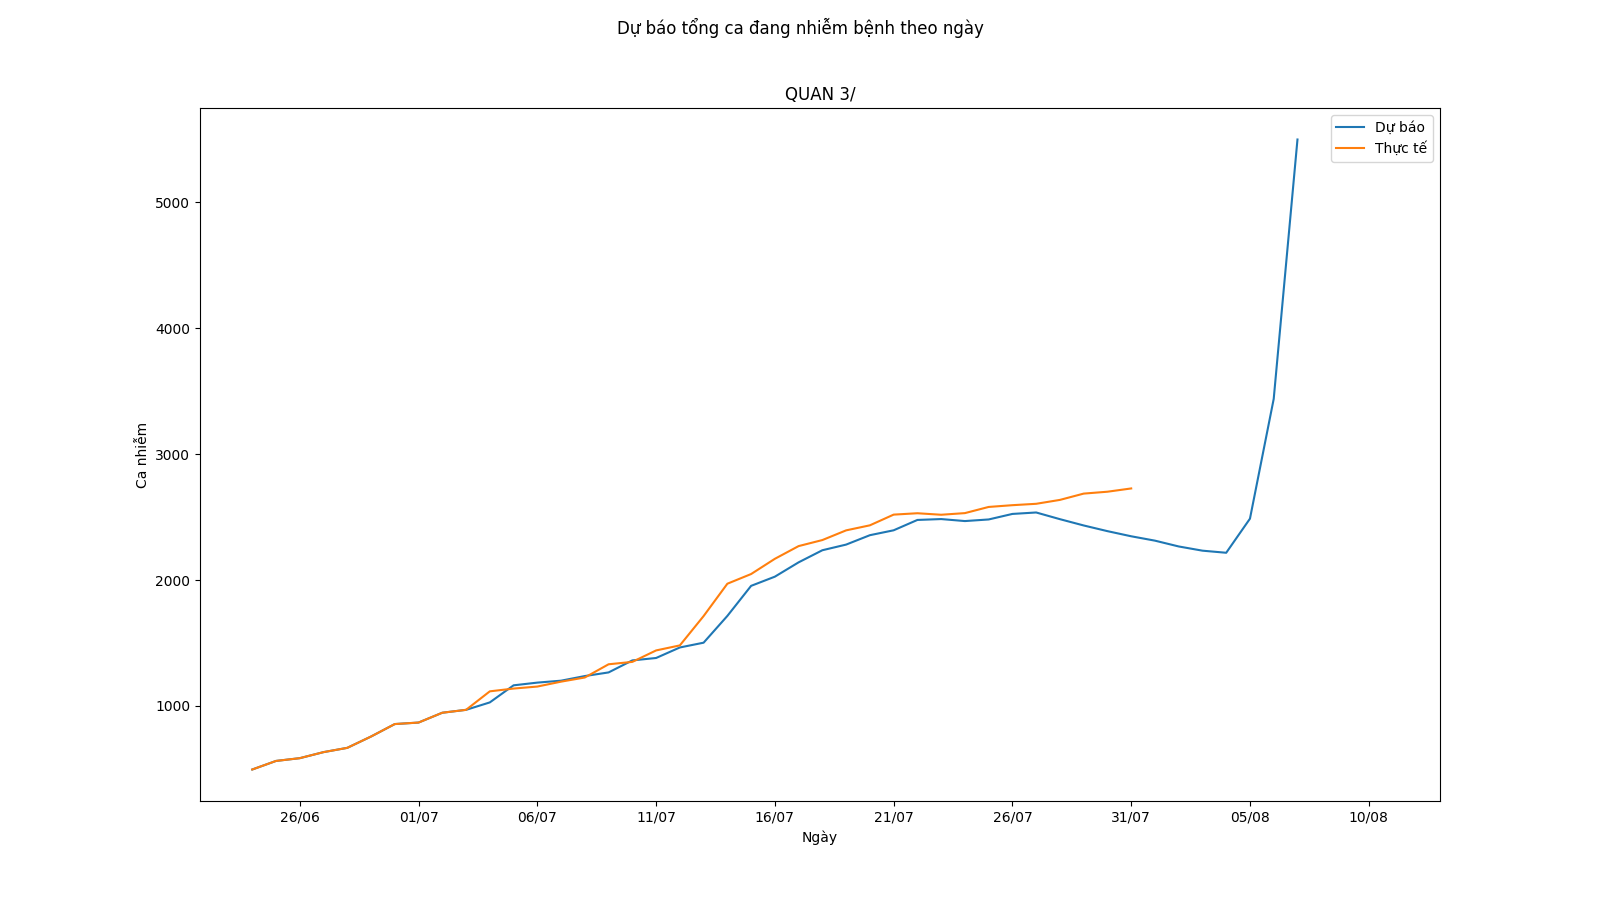 Dự báo tổng ca đang nhiễm bệnh theo ngày
QUAN 3/
Dự báo
Thực tế
5000
4000
3000
2000
1000
Ca nhiễm
26/06 01/07 06/07 11/07 16/07 21/07 26/07 31/07 05/08 10/08
Ngày